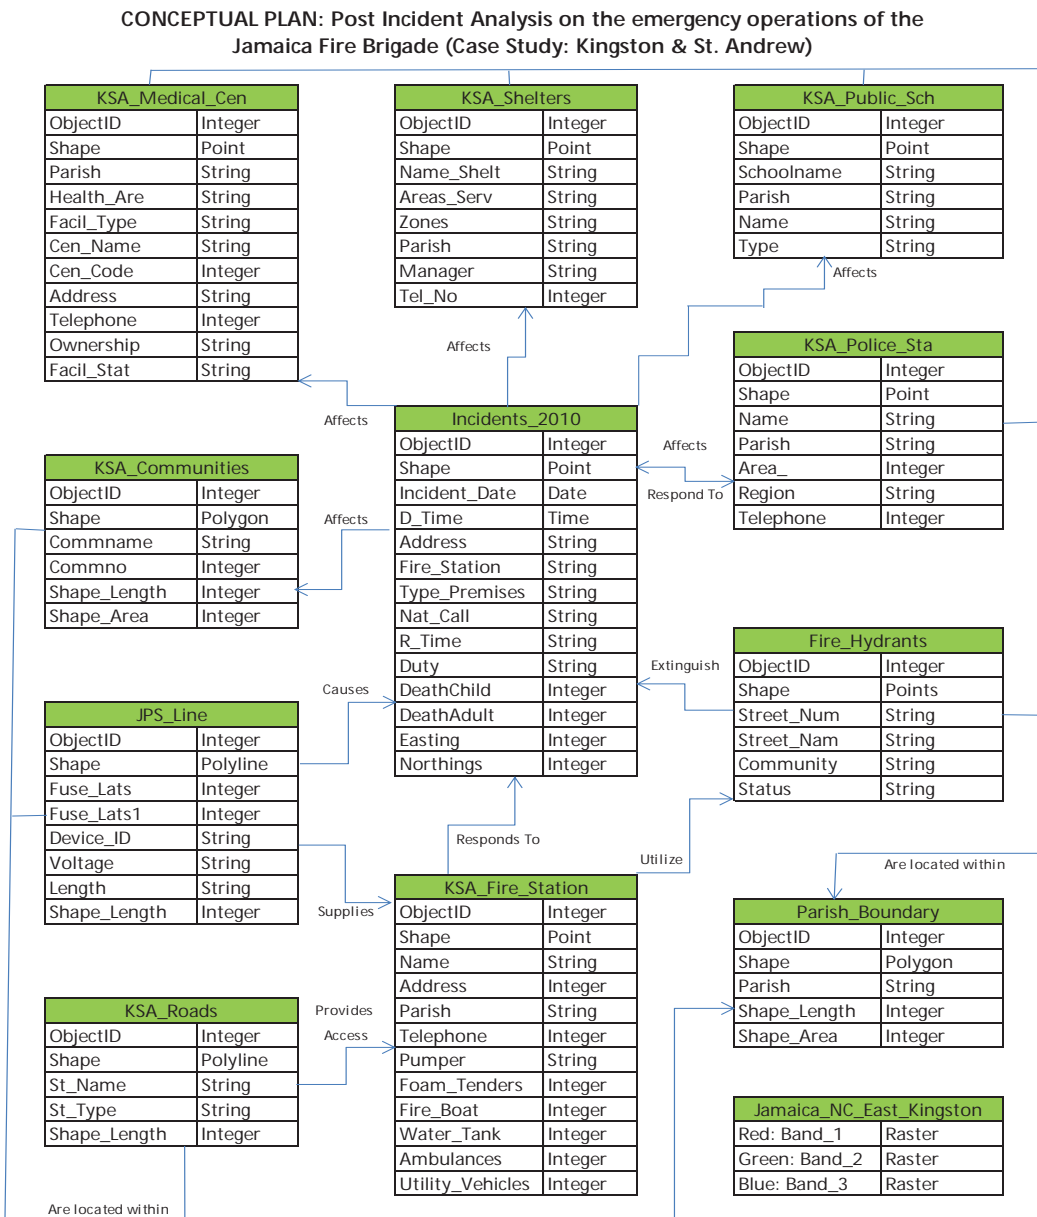 CONCEPTUAL PLAN: Post Incident Analysis on the emergency operations of the
Jamaica Fire Brigade (Case Study: Kingston & St. Andrew)
KSA_Medical_Cen
ObjectID Integer
Shape Point
Parish String
Health_Are String
Facil_Type String
Cen_Name String
Cen_Code Integer
Address String
Telephone Integer
Ownership String
Facil_Stat String
KSA_Shelters
ObjectID Integer
Shape Point
Name_Shelt String
Areas_Serv String
Zones String
Parish String
Manager String
Tel_No Integer
KSA_Public_Sch
ObjectID Integer
Shape Point
Schoolname String
Parish String
Name String
Type String
Affects
Affects
Affects
KSA_Police_Sta
ObjectID Integer
Shape Point
Name String
Parish String
Area_ Integer
Region String
Telephone Integer
Incidents_2010
ObjectID Integer
Shape Point
Incident_Date Date
D_Time Time
Address String
Fire_Station String
Type_Premises String
Nat_Call String
R_Time String
Duty String
DeathChild Integer
DeathAdult Integer
Easting Integer
Northings Integer
Affects
Respond To
KSA_Communities
ObjectID Integer
Shape Polygon
Commname String
Commno Integer
Shape_Length Integer
Shape_Area Integer
Affects
Fire_Hydrants
ObjectID Integer
Shape Points
Street_Num String
Street_Nam String
Community String
Status String
Extinguish
Causes
JPS_Line
ObjectID Integer
Shape Polyline
Fuse_Lats Integer
Fuse_Lats1 Integer
Device_ID String
Voltage String
Length String
Shape_Length Integer
Responds To
Utilize
Supplies
Are located within
KSA_Fire_Station
ObjectID Integer
Shape Point
Name String
Address Integer
Parish String
Telephone Integer
Pumper String
Foam_Tenders Integer
Fire_Boat Integer
Water_Tank Integer
Ambulances Integer
Utility_Vehicles Integer
Parish_Boundary
ObjectID Integer
Shape Polygon
Parish String
Shape_Length Integer
Shape_Area Integer
KSA_Roads
ObjectID Integer
Shape Polyline
St_Name String
St_Type String
Shape_Length Integer
Provides
Access
Jamaica_NC_East_Kingston
Red: Band_1 Raster
Green: Band_2 Raster
Blue: Band_3 Raster
Are located within